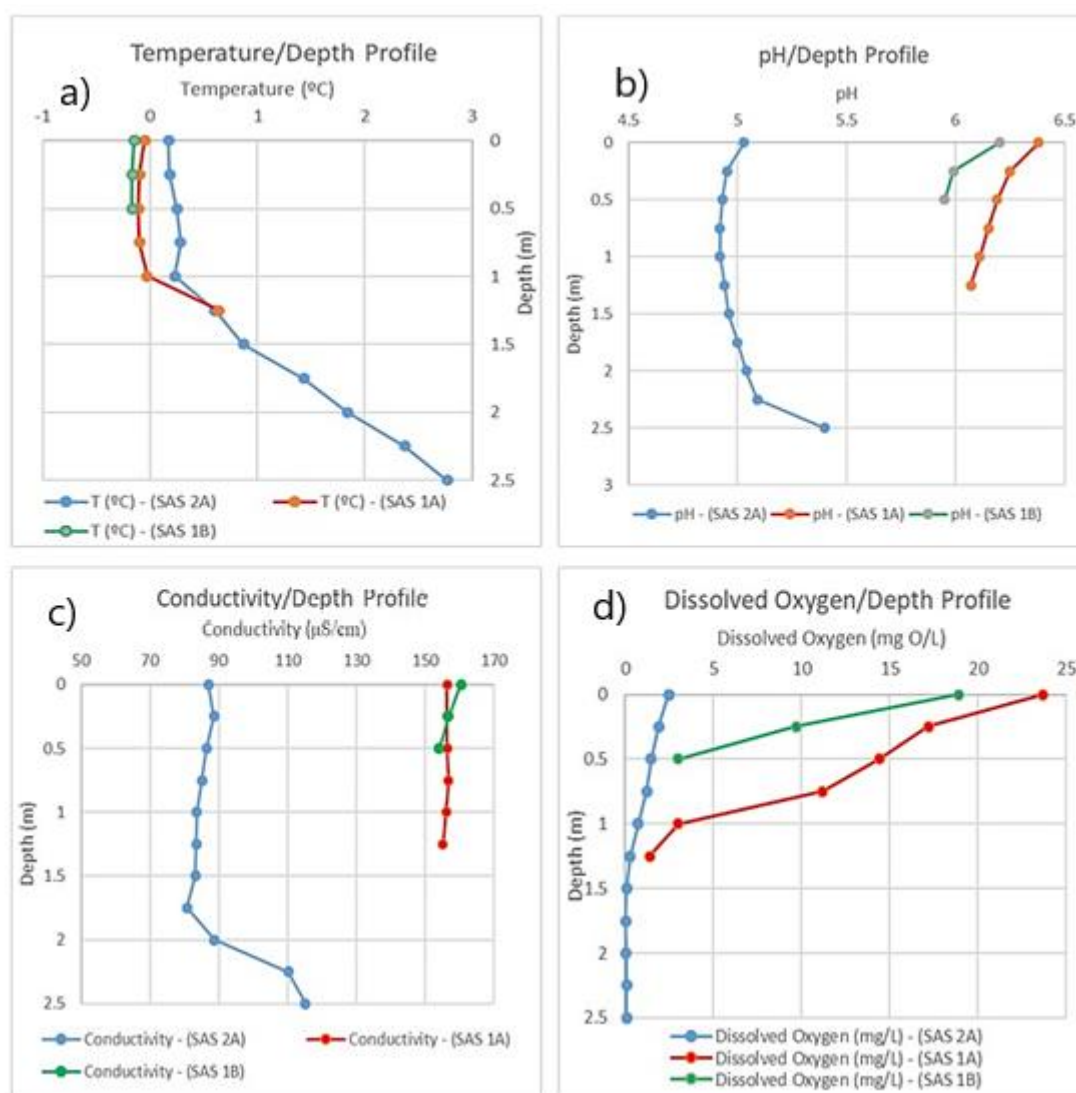 Temperature/Depth Profile
a)
Temperature (ºC)
-1 0 1 2 3
0
0.5
1
1.5
2
2.5
Depth (m)
T (ºC) - (SAS 2A) T (ºC) - (SAS 1A)
T (ºC) - (SAS 1B)
pH/Depth Profile
b)
pH
4.5 5 5.5 6 6.5
0
0.5
1
1.5
2
2.5
3
Depth (m)
pH - (SAS 2A) pH - (SAS 1A) pH - (SAS 1B)
Conductivity/Depth Profile
c)
Conductivity (µS/cm)
50 70 90 110 130 150 170
0
0.5
1
1.5
2
2.5
Depth (m)
Conductivity - (SAS 2A) Conductivity - (SAS 1A)
Conductivity - (SAS 1B)
Dissolved Oxygen/Depth Profile
d)
Dissolved Oxygen (mg O/L)
0 5 10 15 20 25
0
0.5
1
1.5
2
2.5
Depth (m)
Dissolved Oxygen (mg/L) - (SAS 2A)
Dissolved Oxygen (mg/L) - (SAS 1A)
Dissolved Oxygen (mg/L) - (SAS 1B)